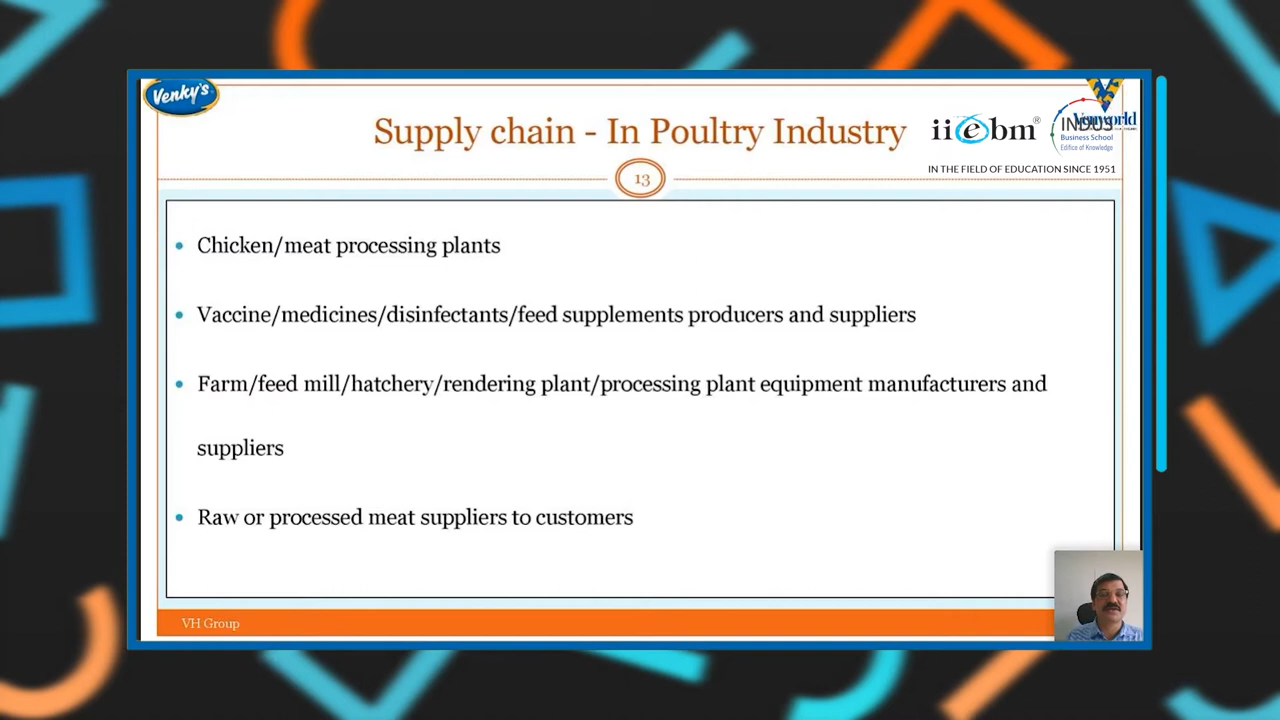 Venky's
Supply chain - In Poultry Industry
iiebm®
INDUS
Business School
Edifice of Knowledge
IN THE FIELD OF EDUCATION SINCE 1951
13
• Chicken/meat processing plants
• Vaccine/medicines/disinfectants/feed supplements producers and suppliers
• Farm/feed mill/hatchery/rendering plant/processing plant equipment manufacturers and
suppliers
• Raw or processed meat suppliers to customers
VH Group